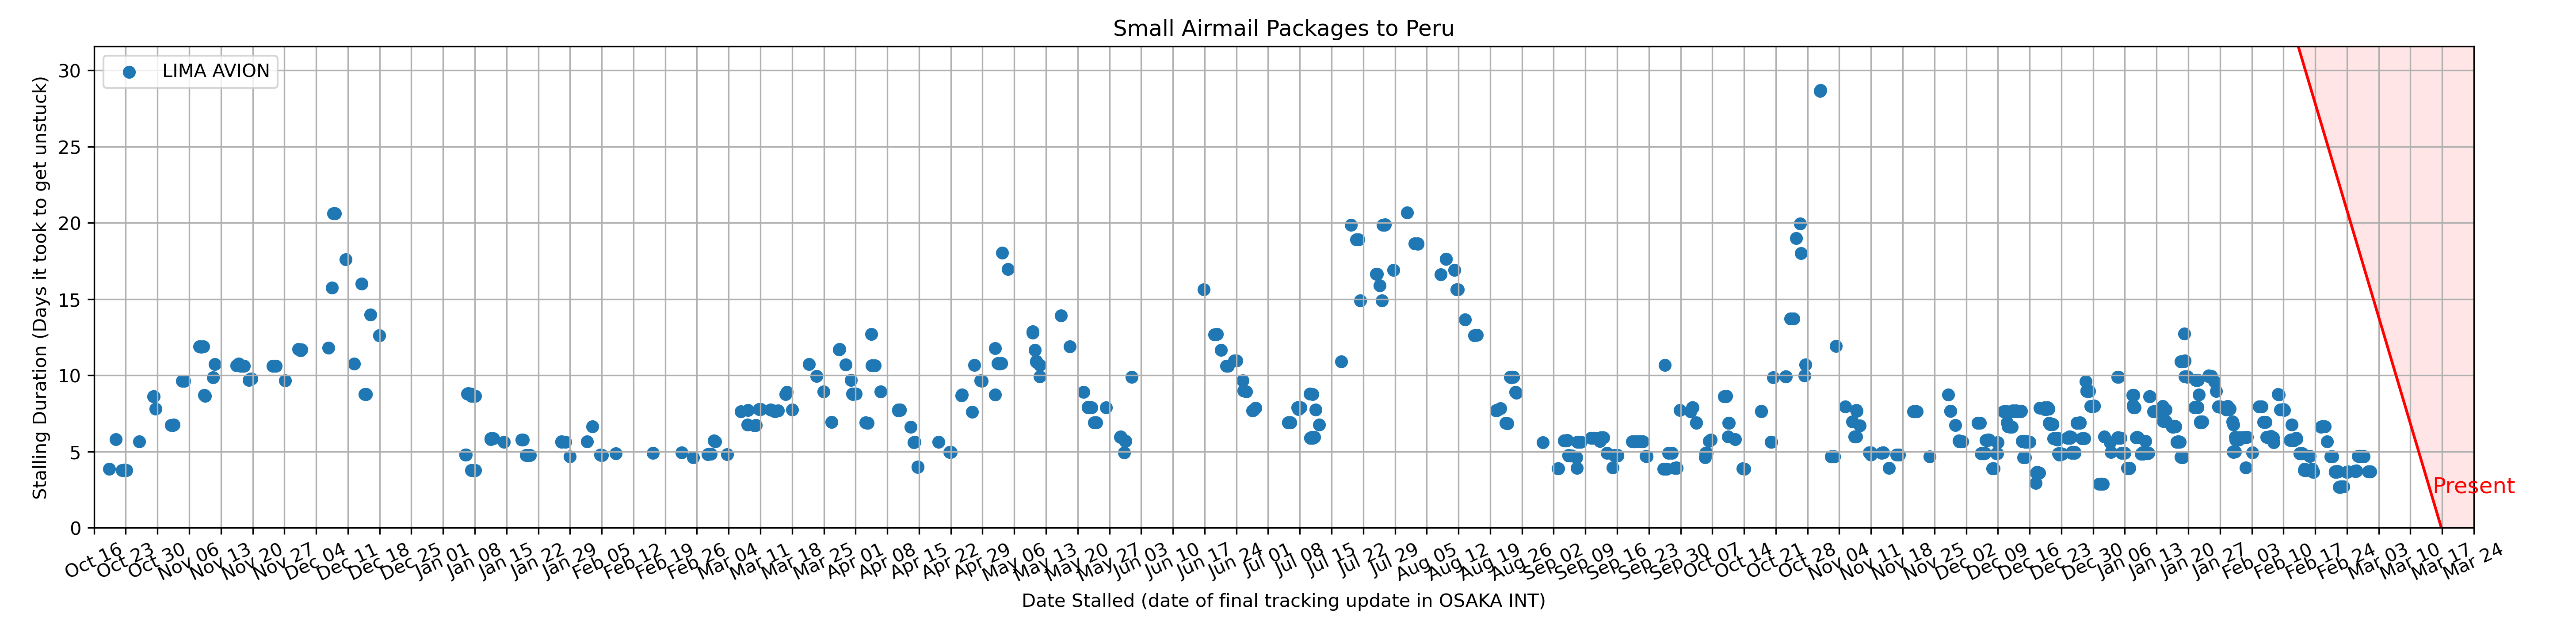 Small Airmail Packages to Peru
LIMA AVION
Stalling Duration (Days it took to get unstuck)
30
25
20
15
10
5
0
Present
Oct 16
Oct 23
Oct 30
Nov 06
Nov 13
Nov 20
Nov 27
Dec 04
Dec 11
Dec 18
Dec 25
Jan 01
Jan 08
Jan 15
Jan 22
Jan 29
Feb 05
Feb 12
Feb 19
Feb 26
Mar 04
Mar 11
Mar 18
Mar 25
Apr 01
Apr 08
Apr 15
Apr 22
Apr 29
May 06
May 13
May 20
May 27
Jun 03
Jun 10
Jun 17
Jun 24
Jul 01
Jul 08
Jul 15
Jul 22
Jul 29
Aug 05
Aug 12
Aug 19
Aug 26
Sep 02
Sep 09
Sep 16
Sep 23
Sep 30
Oct 07
Oct 14
Oct 21
Oct 28
Nov 04
Nov 11
Nov 18
Nov 25
Dec 02
Dec 09
Dec 16
Dec 23
Dec 30
Jan 06
Jan 13
Jan 20
Jan 27
Feb 03
Feb 10
Feb 17
Feb 24
Mar 03
Mar 10
Mar 17
Mar 24
Date Stalled (date of final tracking update in OSAKA INT)